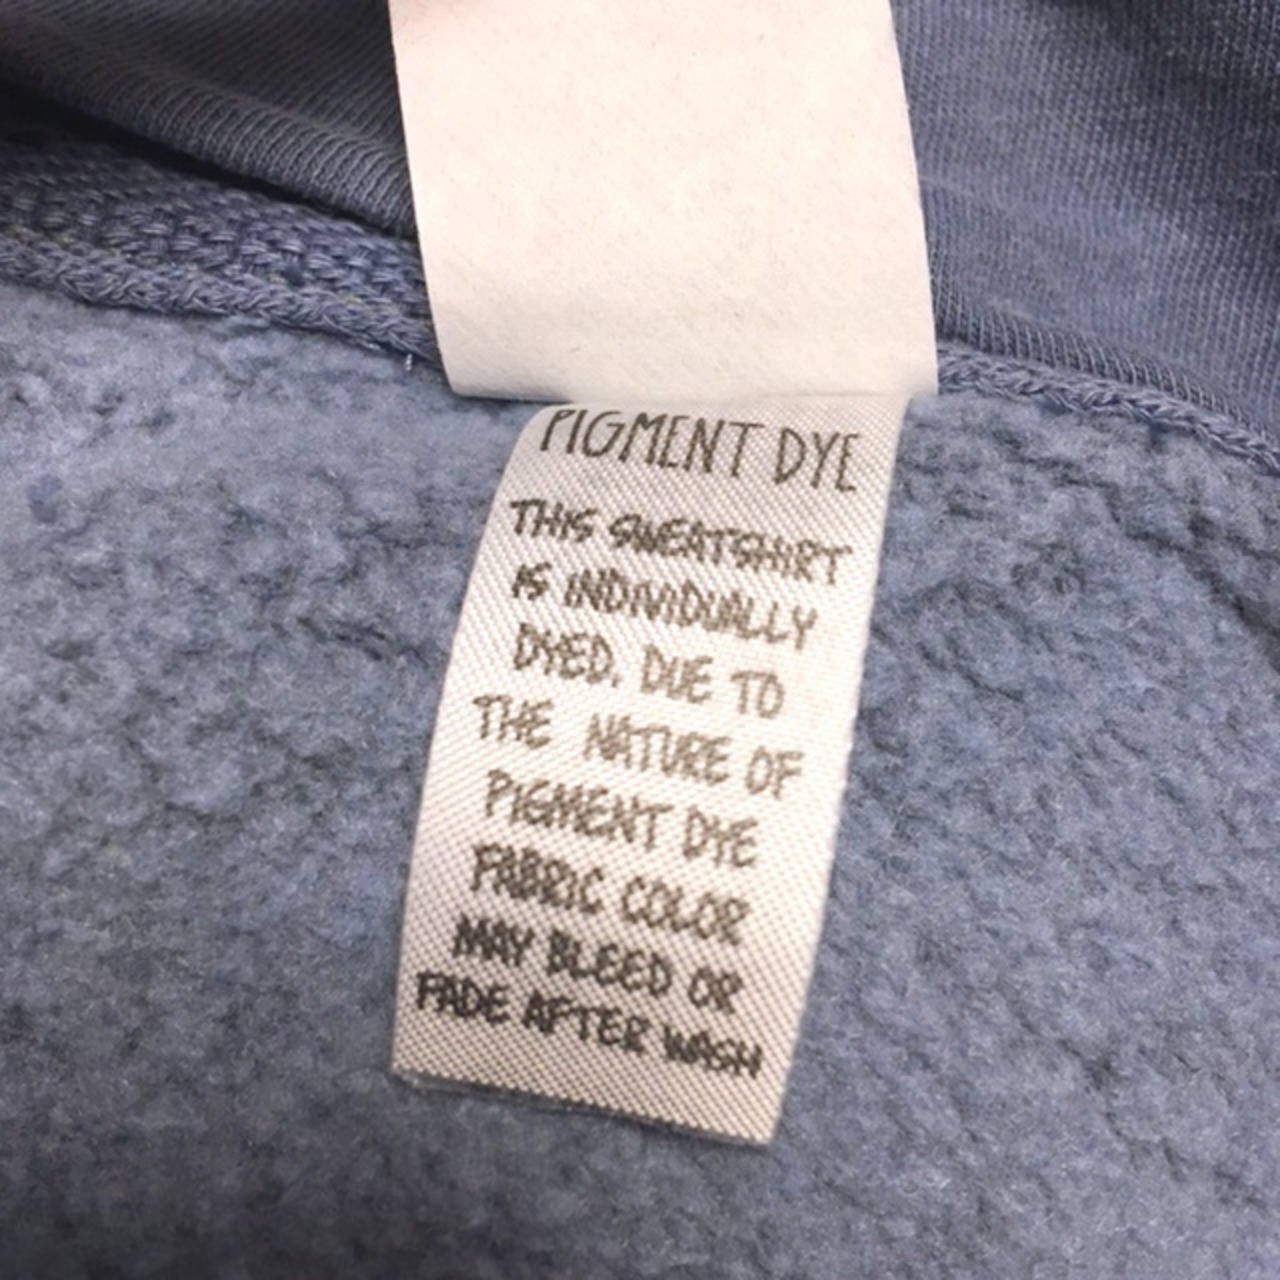 PIGMENT DYE
THIS SWEATSHIRT
IS INDIVIDUALLY
DYED. DUE TO
THE NATURE OF
PIGMENT DYE
FABRIC COLOR
MAY BLEED OR
FADE AFTER WASH